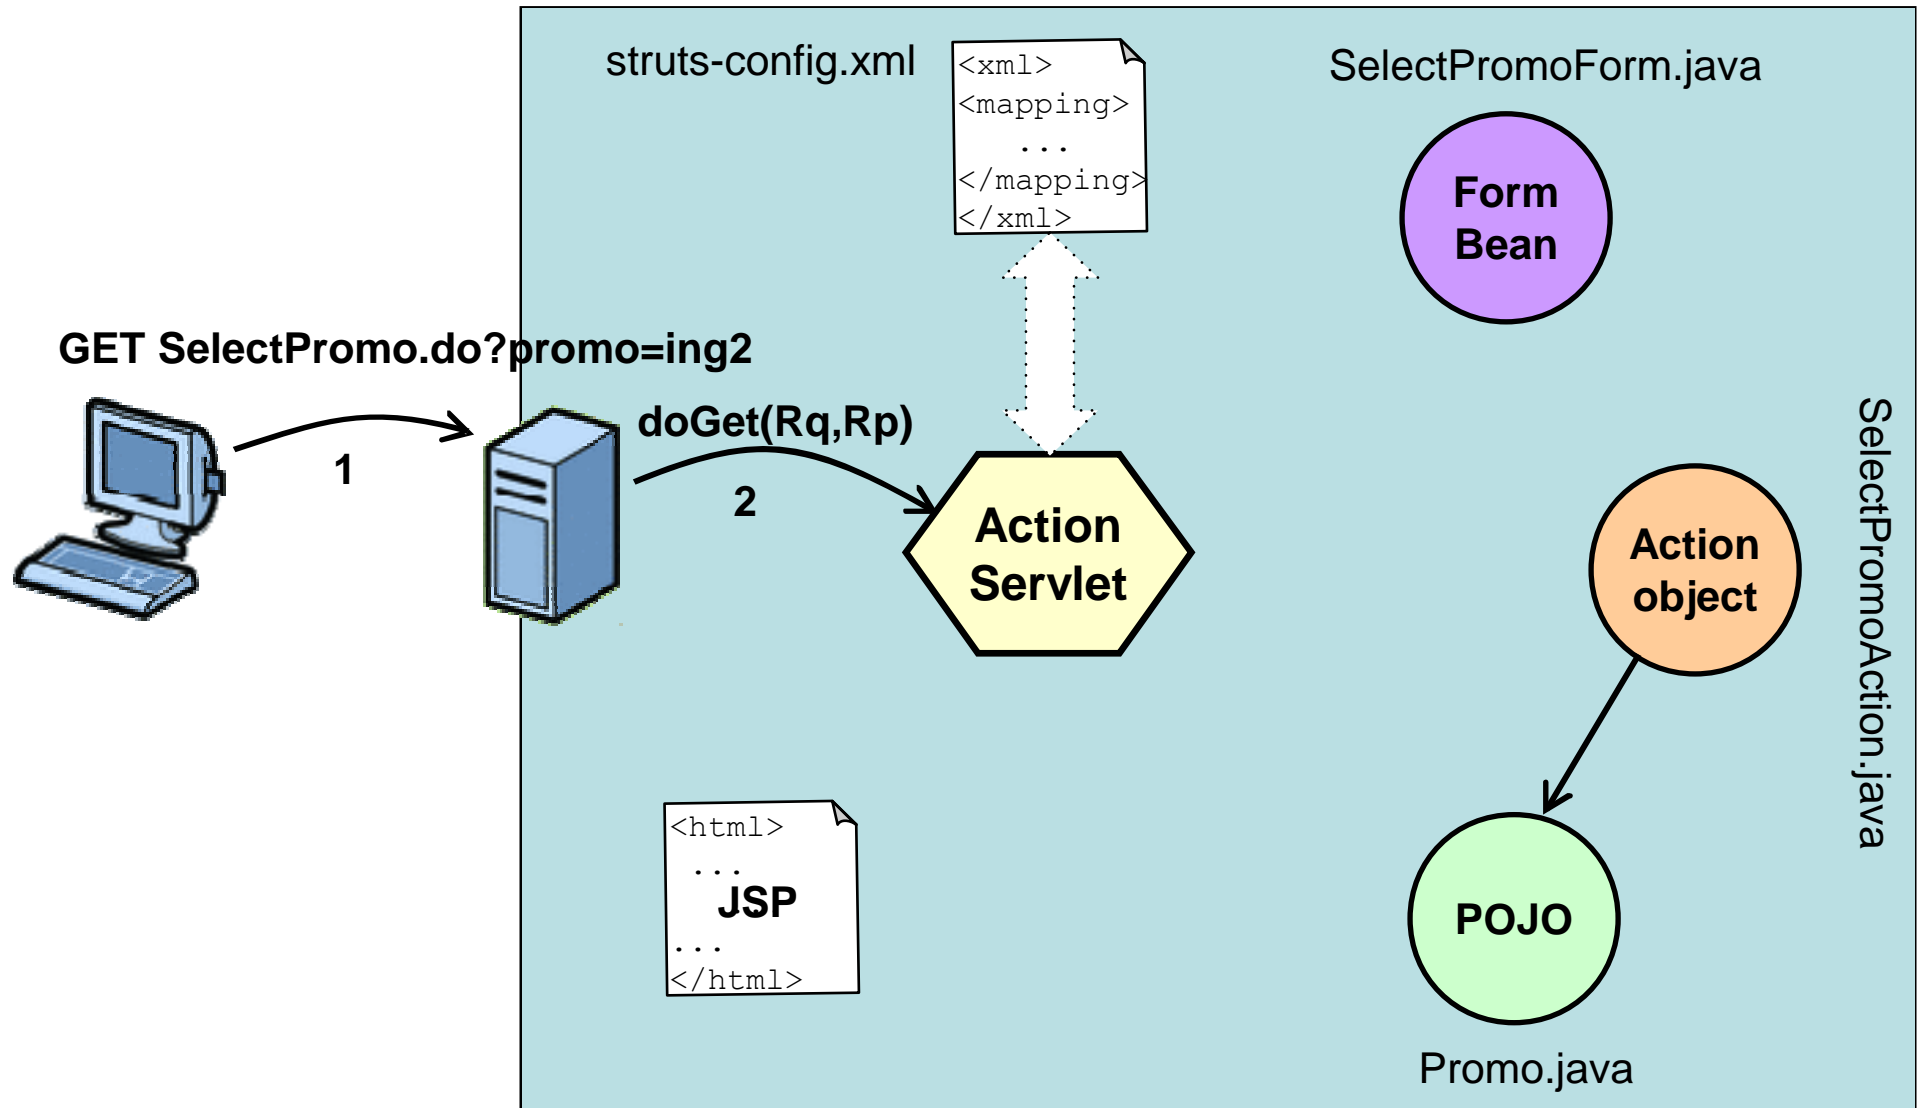 struts-config.xml
<xml>
<mapping>
...
</mapping>
</xml>
SelectPromoForm.java
Form
Bean
GET SelectPromo.do?promo=ing2
1
doGet(Rq,Rp)
2
Action
Servlet
Action
object
SelectPromoAction.java
<html>
...
JSP
...
</html>
POJO
Promo.java